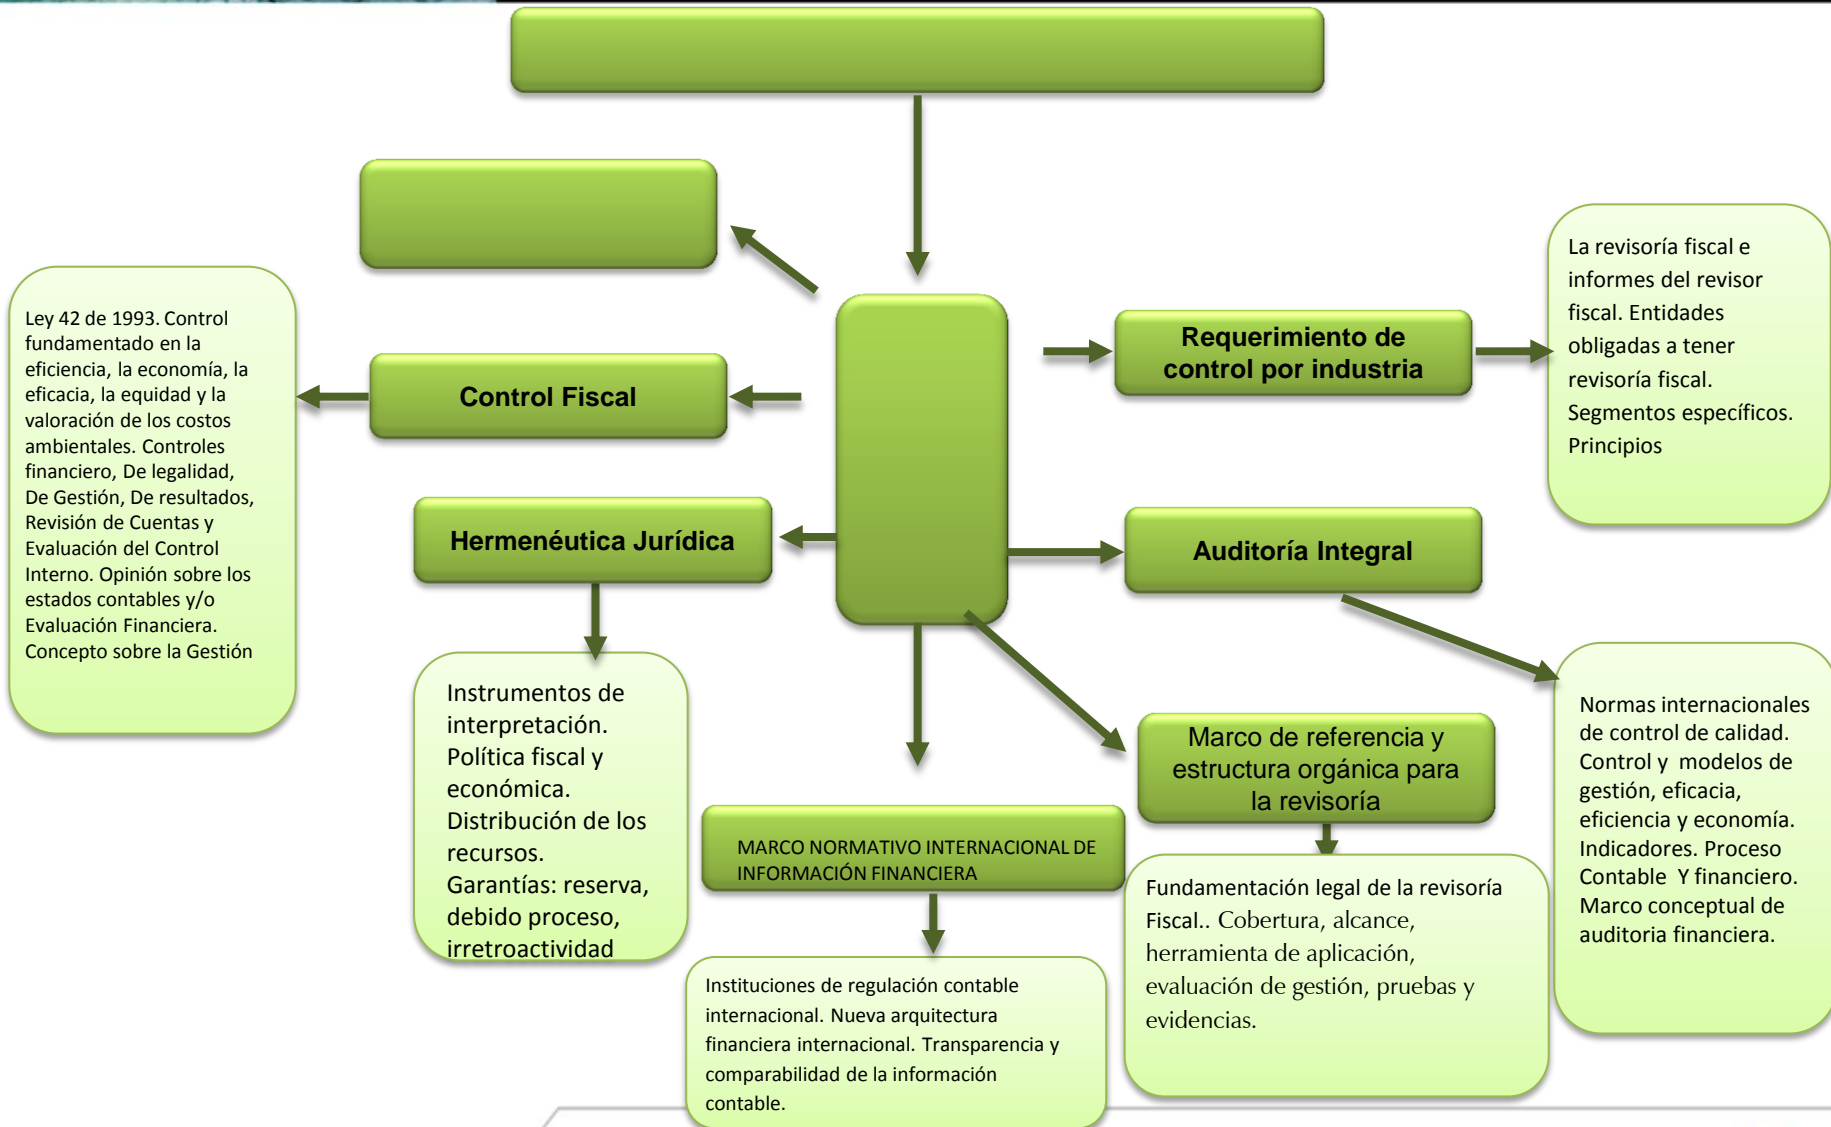 La revisoría fiscal e
informes del revisor
fiscal. Entidades
obligadas a tener
revisoría fiscal.
Segmentos específicos.
Principios
Requerimiento de
control por industria
Ley 42 de 1993. Control
fundamentado en la
eficiencia, la economía, la
eficacia, la equidad y la
valoración de los costos
ambientales. Controles
financiero, De legalidad,
De Gestión, De resultados,
Revisión de Cuentas y
Evaluación del Control
Interno. Opinión sobre los
estados contables y/o
Evaluación Financiera.
Concepto sobre la Gestión
Control Fiscal
Hermenéutica Jurídica
Auditoría Integral
Instrumentos de
interpretación.
Política fiscal y
económica.
Distribución de los
recursos.
Garantías: reserva,
debido proceso,
irretroactividad
Marco de referencia y
estructura orgánica para
la revisoría
Normas internacionales
de control de calidad.
Control y modelos de
gestión, eficacia,
eficiencia y economía.
Indicadores. Proceso
Contable Y financiero.
Marco conceptual de
auditoria financiera.
MARCO NORMATIVO INTERNACIONAL DE
INFORMACIÓN FINANCIERA
Fundamentación legal de la revisoría
Fiscal.. Cobertura, alcance,
herramienta de aplicación,
evaluación de gestión, pruebas y
evidencias.
Instituciones de regulación contable
internacional. Nueva arquitectura
financiera internacional. Transparencia y
comparabilidad de la información
contable.